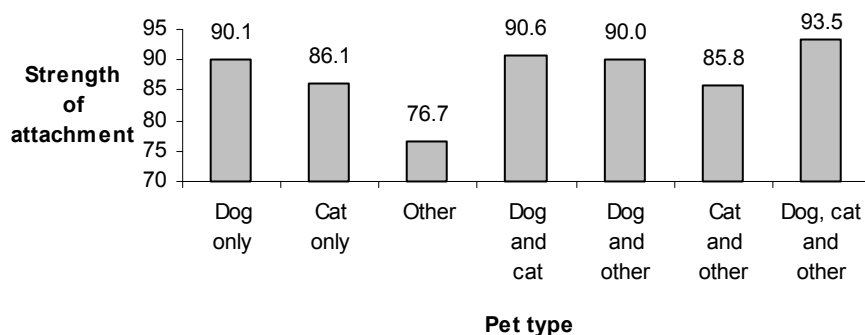 95
90
85
80
75
70
Strength
of
attachment
90.1
86.1
76.7
90.6
90.0
85.8
93.5
Dog
only
Cat
only
Other
Dog
and
cat
Dog
and
other
Cat
and
other
Dog, cat
and
other
Pet type